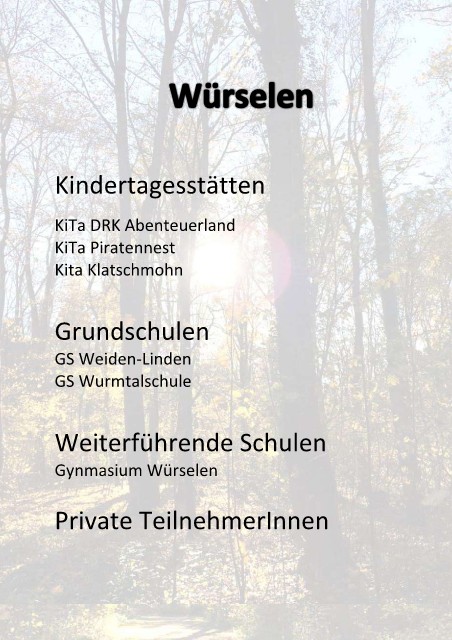 Würselen
Kindertagesstätten
KiTa DRK Abenteuerland
KiTa Piratennest
Kita Klatschmohn
Grundschulen
GS Weiden-Linden
GS Wurmtalschule
Weiterführende Schulen
Gynmasium Würselen
Private TeilnehmerInnen